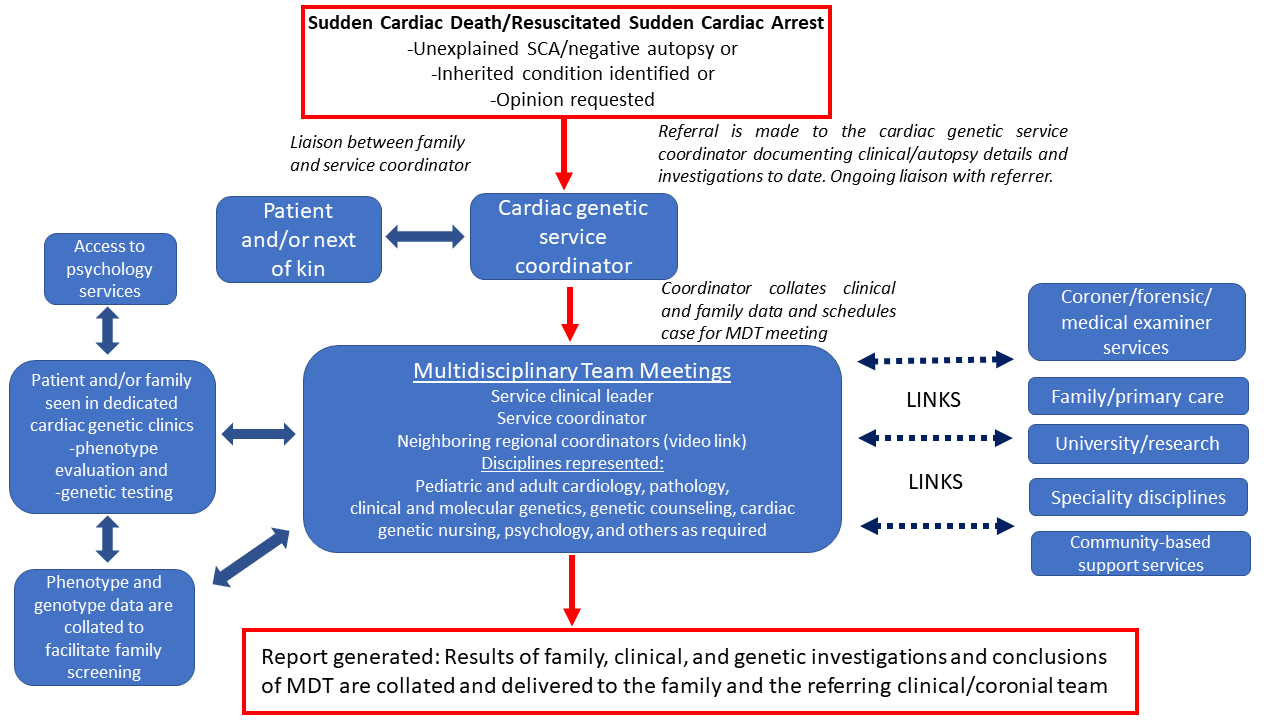 Sudden Cardiac Death/Resuscitated Sudden Cardiac Arrest
-Unexplained SCA/negative autopsy or
-Inherited condition identified or
-Opinion requested
Liaison between family
and service coordinator
Referral is made to the cardiac genetic service
coordinator documenting clinical/autopsy details and
investigations to date. Ongoing liaison with referrer.
Patient
and/or next
of kin
Cardiac genetic
service
coordinator
Access to
psychology
services
Coordinator collates clinical
and family data and schedules
case for MDT meeting
Coroner/forensic/
medical examiner
services
Patient and/or family
seen in dedicated
cardiac genetic clinics
-phenotype
evaluation and
-genetic testing
Multidisciplinary Team Meetings
Service clinical leader
Service coordinator
Neighboring regional coordinators (video link)
Disciplines represented:
Pediatric and adult cardiology, pathology,
clinical and molecular genetics, genetic counseling, cardiac
genetic nursing, psychology, and others as required
LINKS
LINKS
Family/primary care
University/research
Speciality disciplines
Community-based
support services
Phenotype and
genotype data are
collated to
facilitate family
screening
Report generated: Results of family, clinical, and genetic investigations and conclusions
of MDT are collated and delivered to the family and the referring clinical/coronial team